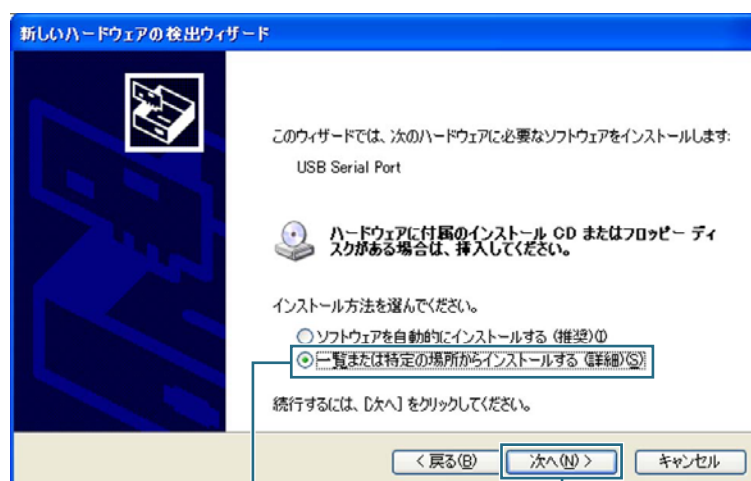 新しいハードウェアの検出ウィザード
このウィザードでは、次のハードウェアに必要なソフトウェアをインストールします:
USB Serial Port
ハードウェアに付属のインストール CD またはフロッピー ディ
スクがある場合は、挿入してください。
インストール方法を選んでください。
ソフトウェアを自動的にインストールする (推奨)(I)
一覧または特定の場所からインストールする (詳細)(S)
続行するには、[次へ] をクリックしてください。
< 戻る(B) 次へ(N) > キャンセル